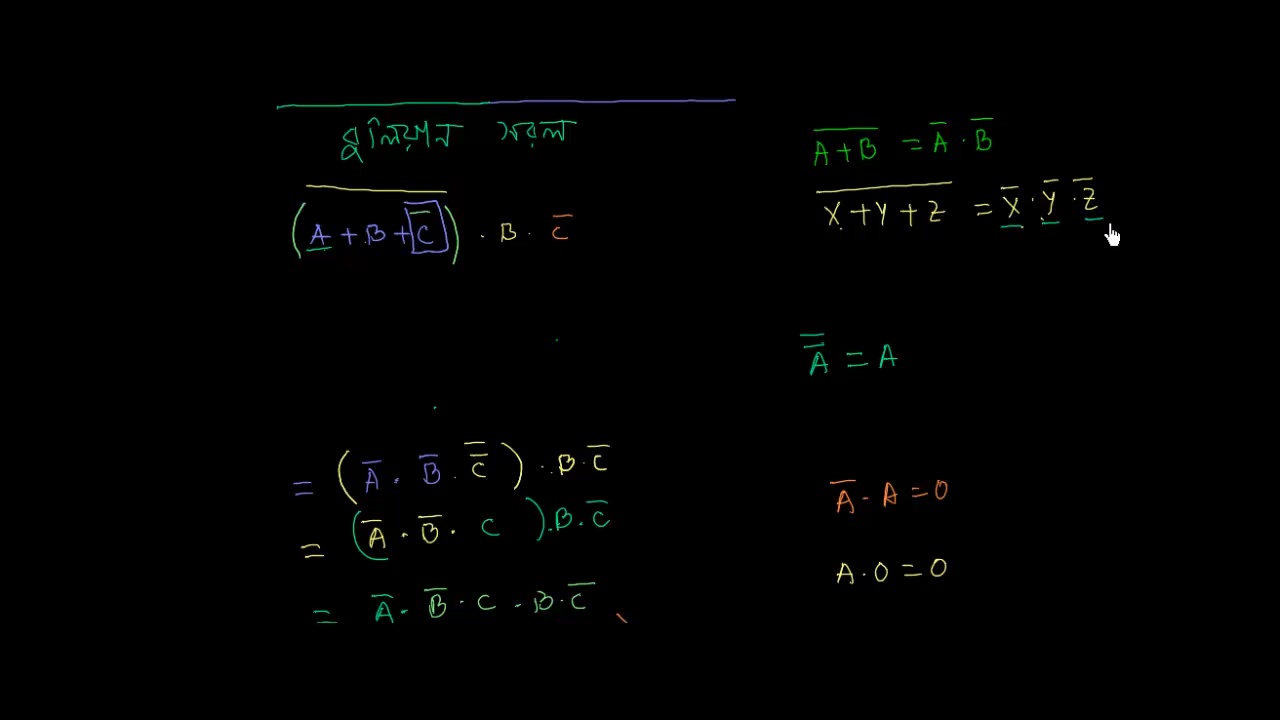 বুলিয়ান সরল
(A + B + C̅)̅ · B · C̅
= (A̅ · B̅ · C̿) · B · C̅
= (A̅ · B̅ · C) · B · C̅
= A̅ · B̅ · C · B · C̅
A̅+̅B̅ = A̅ · B̅
X̅+̅Y̅+̅Z̅ = X̅ · Y̅ · Z̅
A̿ = A
A̅ · A = 0
A · 0 = 0